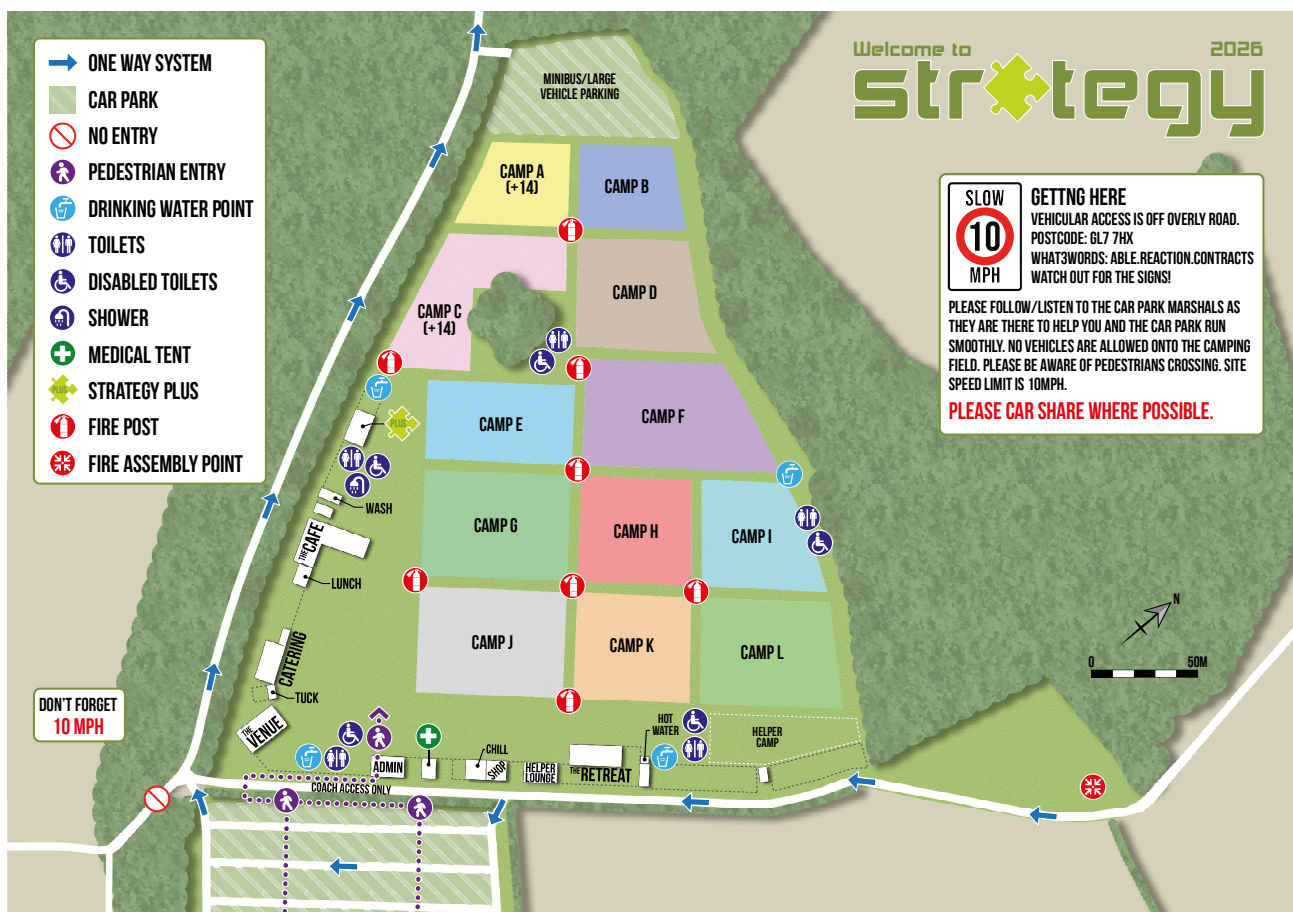 ONE WAY SYSTEM
CAR PARK
NO ENTRY
PEDESTRIAN ENTRY
DRINKING WATER POINT
TOILETS
DISABLED TOILETS
SHOWER
MEDICAL TENT
PLUS
STRATEGY PLUS
FIRE POST
FIRE ASSEMBLY POINT
Welcome to 2026
strategy
SLOW
10
MPH
GETTNG HERE
VEHICULAR ACCESS IS OFF OVERLY ROAD.
POSTCODE: GL7 7HX
WHAT3WORDS: ABLE.REACTION.CONTRACTS
WATCH OUT FOR THE SIGNS!
PLEASE FOLLOW/LISTEN TO THE CAR PARK MARSHALS AS
THEY ARE THERE TO HELP YOU AND THE CAR PARK RUN
SMOOTHLY. NO VEHICLES ARE ALLOWED ONTO THE CAMPING
FIELD. PLEASE BE AWARE OF PEDESTRIANS CROSSING. SITE
SPEED LIMIT IS 10MPH.
PLEASE CAR SHARE WHERE POSSIBLE.
MINIBUS/LARGE
VEHICLE PARKING
CAMP A
(+14)
CAMP B
CAMP C
(+14)
CAMP D
CAMP E
CAMP F
PLUS
CAMP G
CAMP H
CAMP I
WASH
THE CAFE
LUNCH
CAMP J
CAMP K
CAMP L
CATERING
TUCK
THE VENUE
N
0 50M
DON'T FORGET
10 MPH
HOT
WATER
HELPER
CAMP
ADMIN
CHILL
SHOP
HELPER
LOUNGE
THE RETREAT
COACH ACCESS ONLY